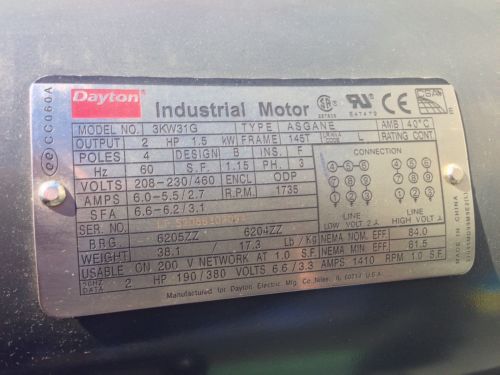 Dayton Industrial Motor
MODEL NO. 3KW31G TYPE ASGANE AMB 40°C
OUTPUT 2 HP 1.5 kW FRAME 145T kVA CODE L RATING CONT
POLES 4 DESIGN B INS. F CONNECTION
Hz 60 S.F. 1.15 PH. 3
VOLTS 208-230/460 ENCL ODP
AMPS 6.0-5.5/2.7 R.P.M. 1735
SFA 6.6-6.2/3.1
SER. NO.
LINE LOW VOLT 2 LINE HIGH VOLT
BRG. 6205ZZ 6204ZZ NEMA NOM. EFF 84.0
WEIGHT 38.1 / 17.3 Lb / Kg NEMA MIN EFF 81.5
USABLE ON 200 V NETWORK AT 1.0 S.F.
50HZ DATA 2 HP 190/380 VOLTS 6.6/3.3 AMPS 1410 RPM 1.0 S.F.
Manufactured for Dayton Electric Mfg. Co. Niles, IL 60717 U.S.A.
CC060A
MADE IN CHINA